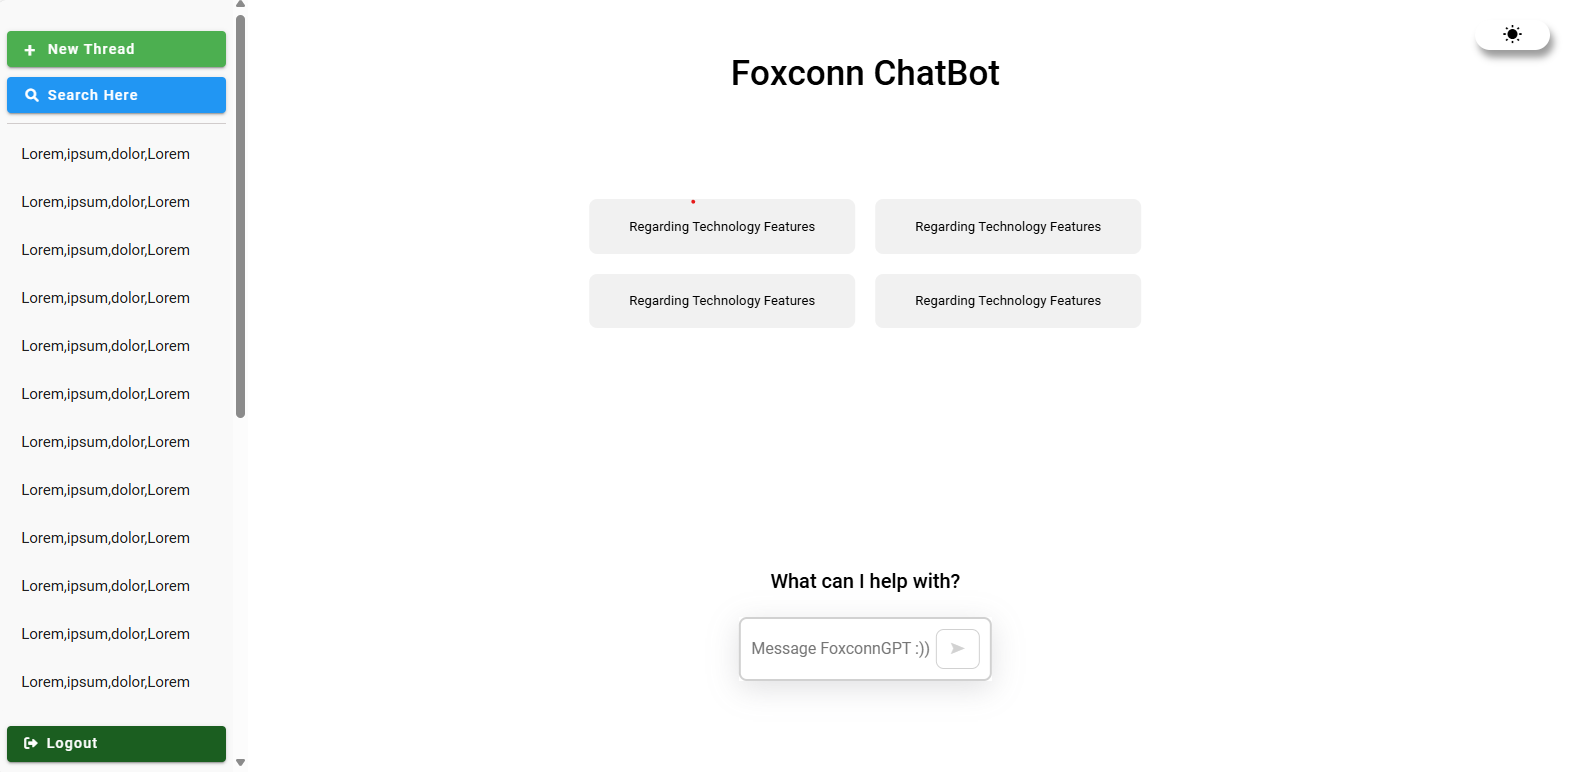 New Thread
Search Here
Lorem,ipsum,dolor,Lorem
Lorem,ipsum,dolor,Lorem
Lorem,ipsum,dolor,Lorem
Lorem,ipsum,dolor,Lorem
Lorem,ipsum,dolor,Lorem
Lorem,ipsum,dolor,Lorem
Lorem,ipsum,dolor,Lorem
Lorem,ipsum,dolor,Lorem
Lorem,ipsum,dolor,Lorem
Lorem,ipsum,dolor,Lorem
Lorem,ipsum,dolor,Lorem
Lorem,ipsum,dolor,Lorem
Logout
Foxconn ChatBot
Regarding Technology Features
Regarding Technology Features
Regarding Technology Features
Regarding Technology Features
What can I help with?
Message FoxconnGPT :))